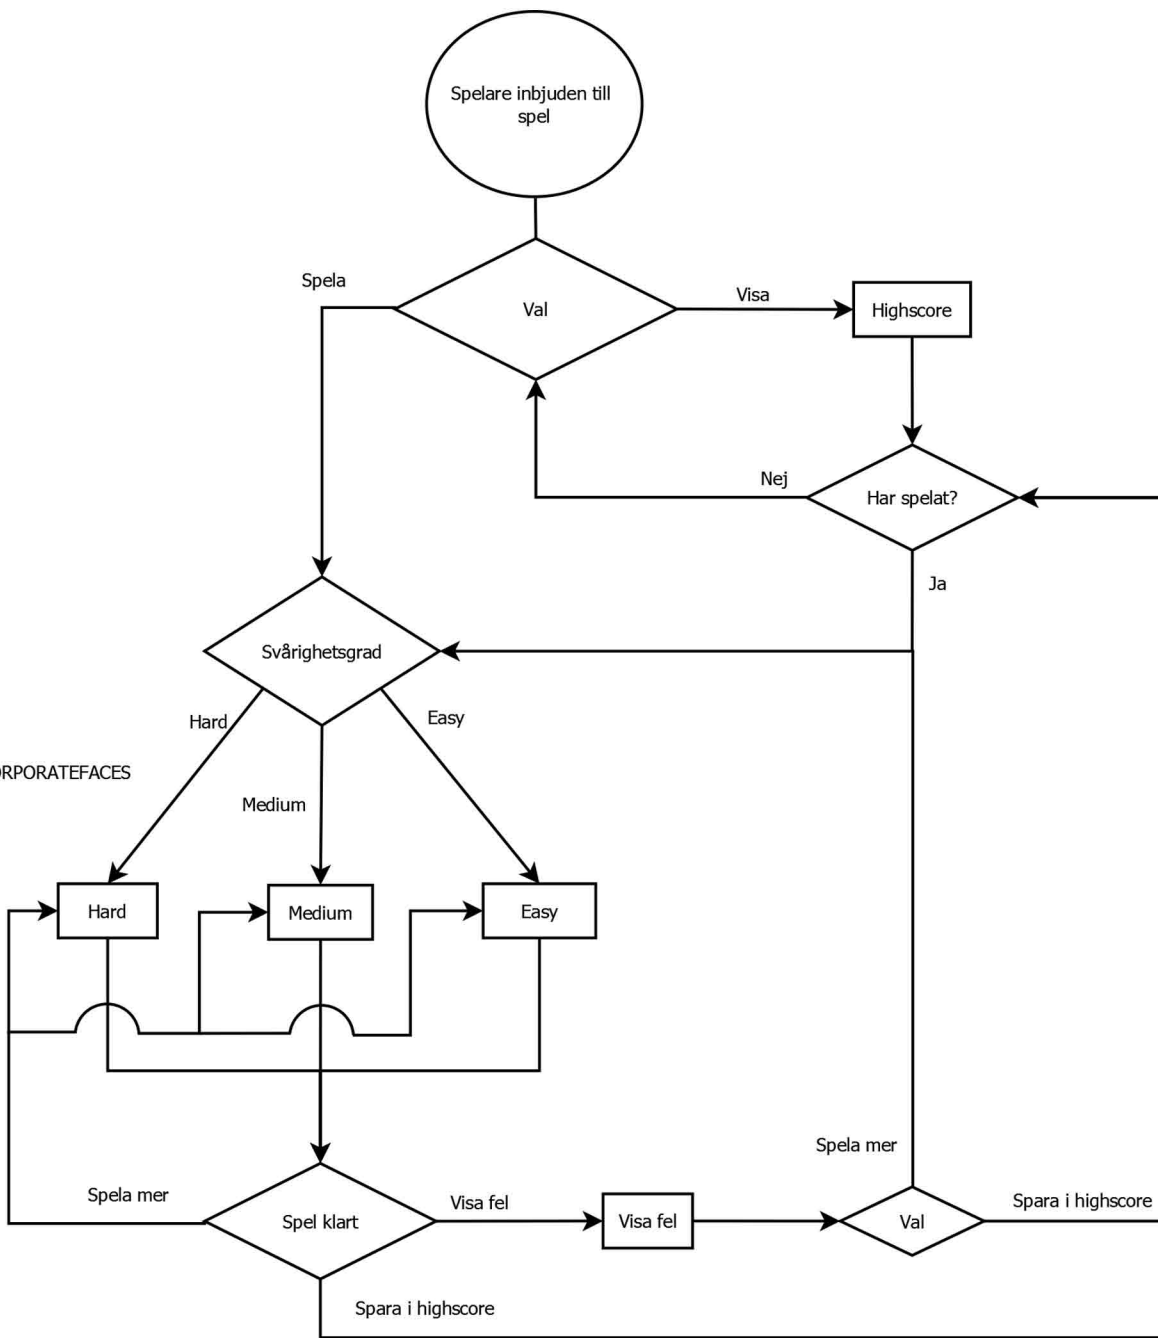 Spelare inbjuden till
spel
Spela
Val
Visa
Highscore
Nej
Har spelat?
Ja
Svårighetsgrad
Hard
Easy
ORPORATEFACES
Medium
Hard
Medium
Easy
Spela mer
Spela mer
Visa fel
Spara i highscore
Spel klart
Visa fel
Val
Spara i highscore